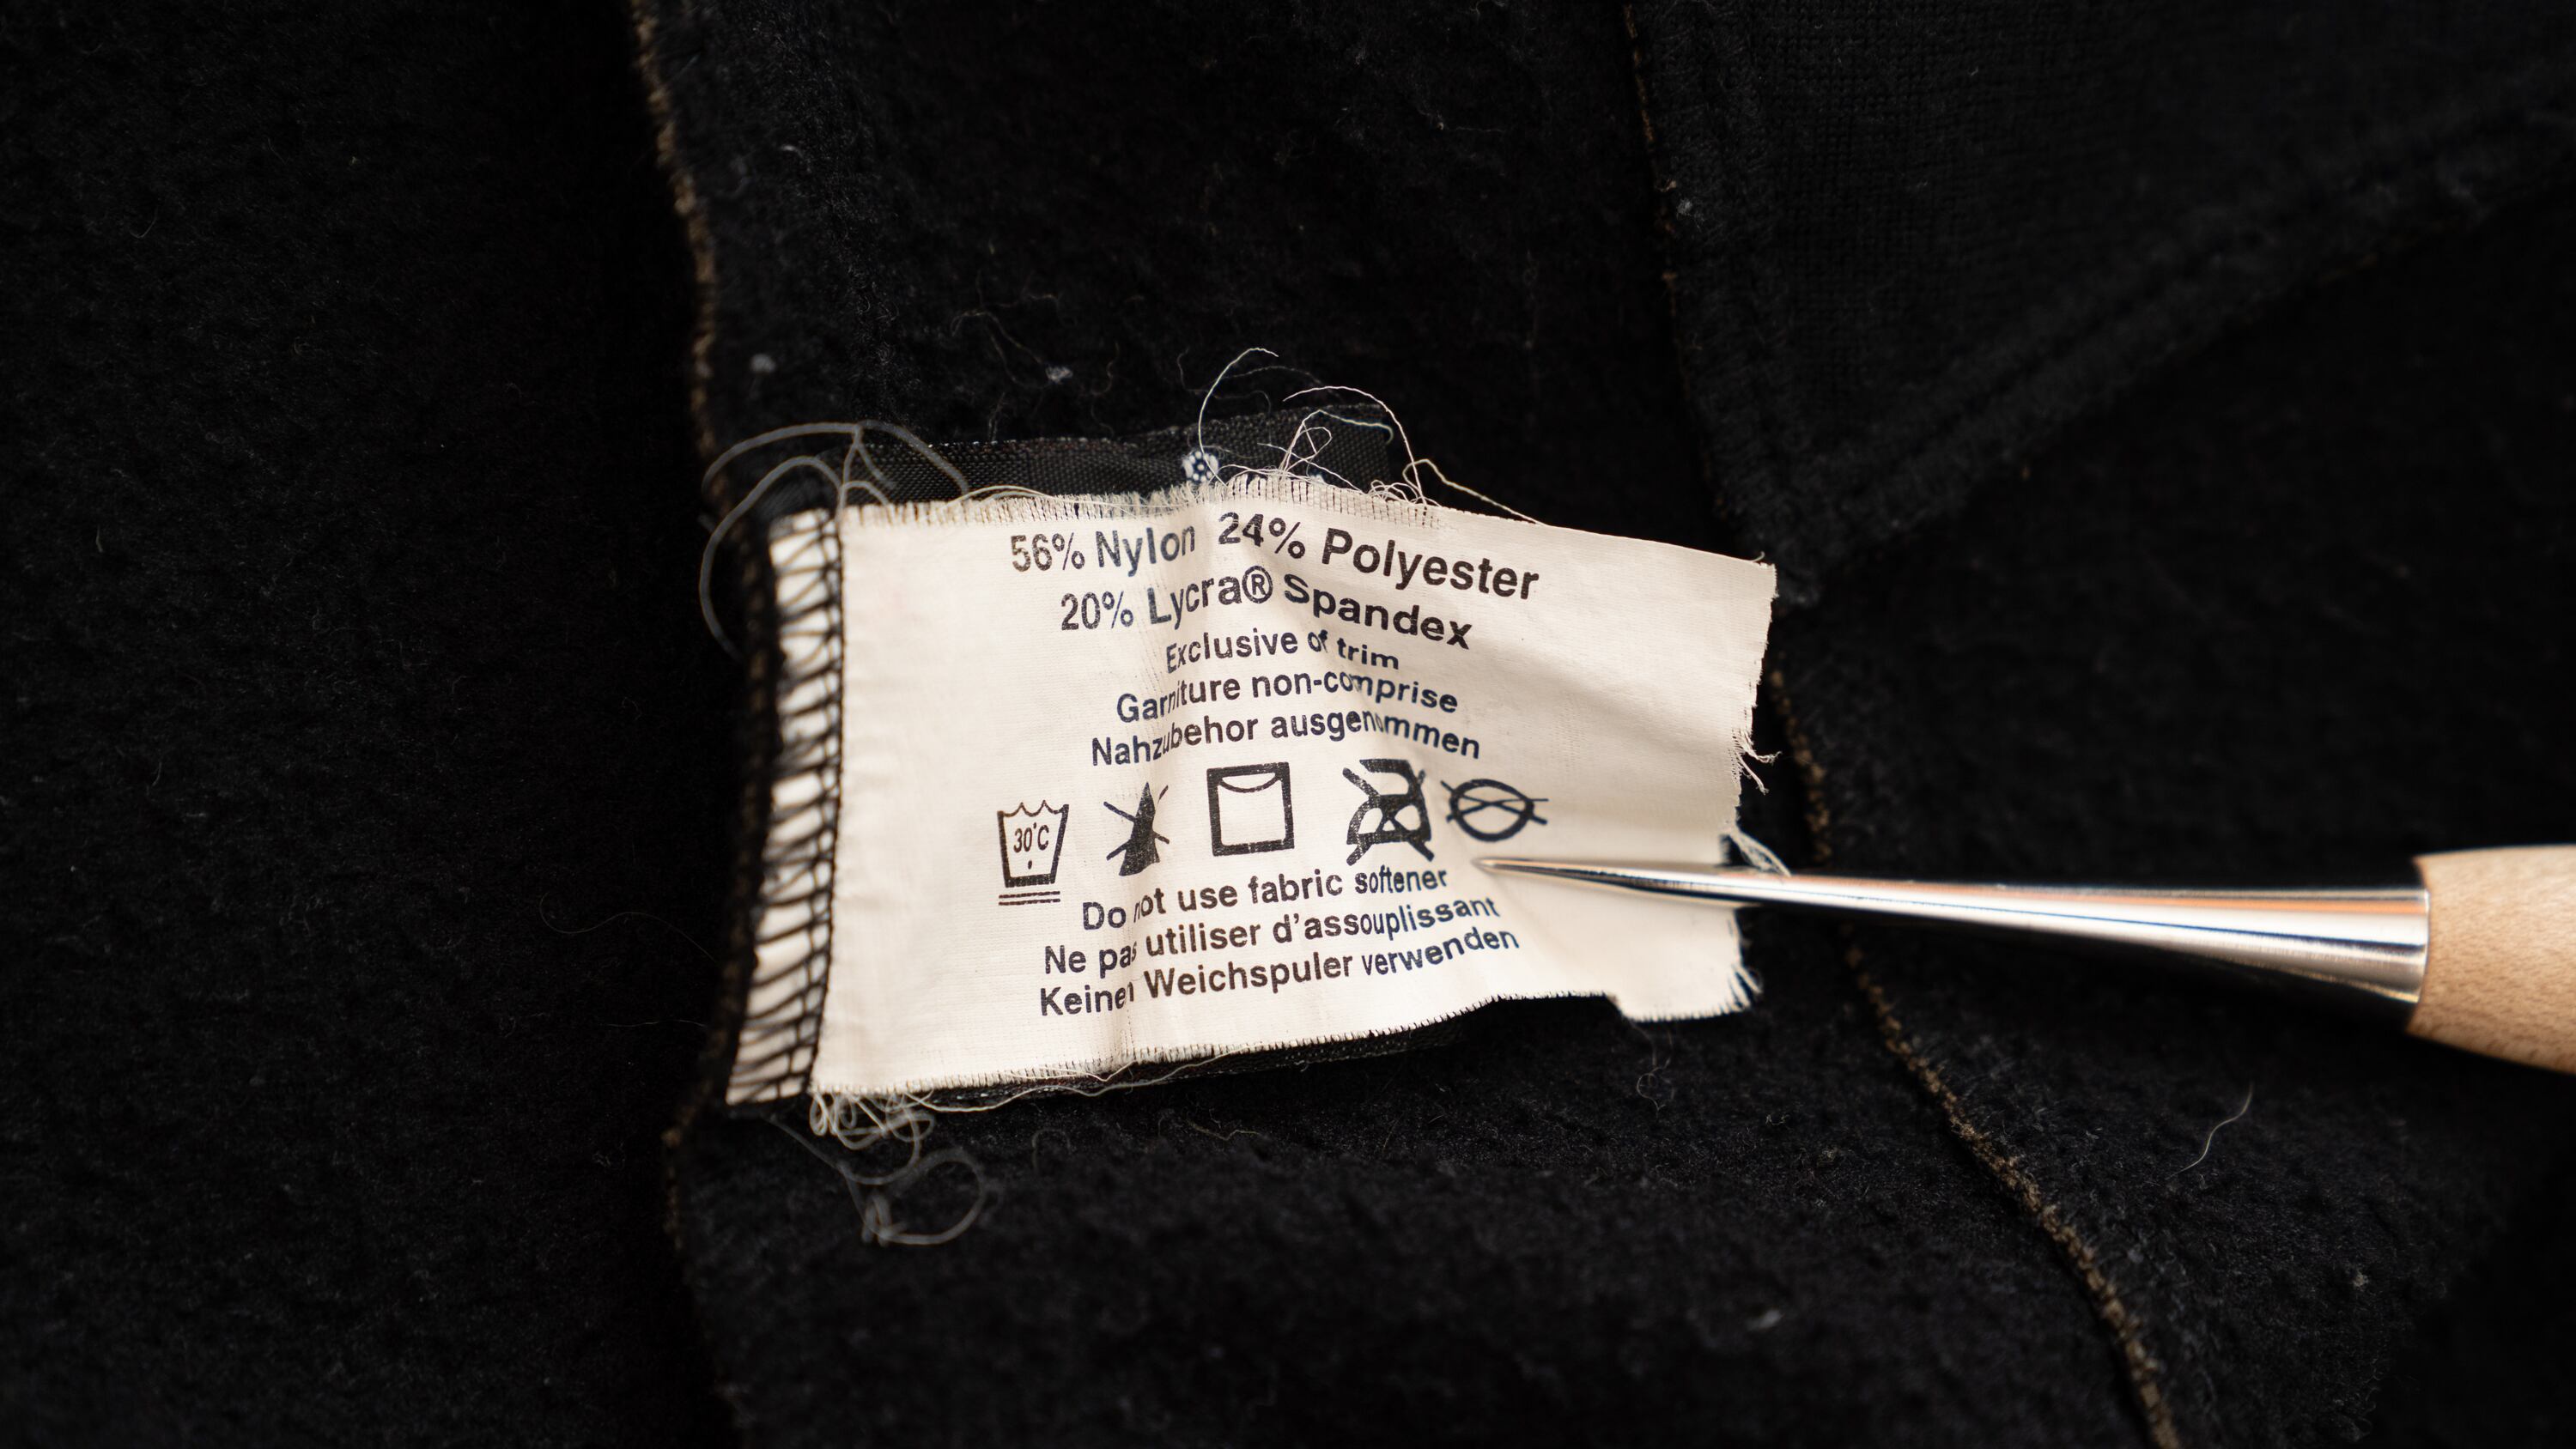 56% Nylon 24% Polyester
20% Lycra® Spandex
Exclusive of trim
Garniture non-comprise
Nahzubehor ausgenommen
30°C
Do not use fabric softener
Ne pas utiliser d'assouplissant
Keinen Weichspuler verwenden